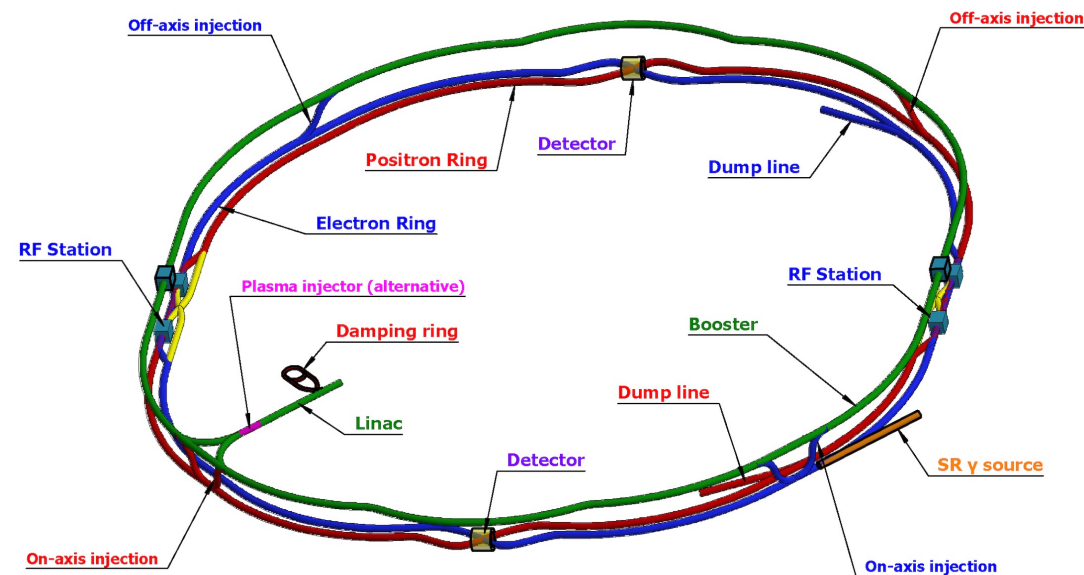 Off-axis injection
Off-axis injection
Detector
Positron Ring
Dump line
Electron Ring
RF Station
RF Station
Plasma injector (alternative)
Booster
Damping ring
Dump line
Linac
Detector
SR γ source
On-axis injection
On-axis injection